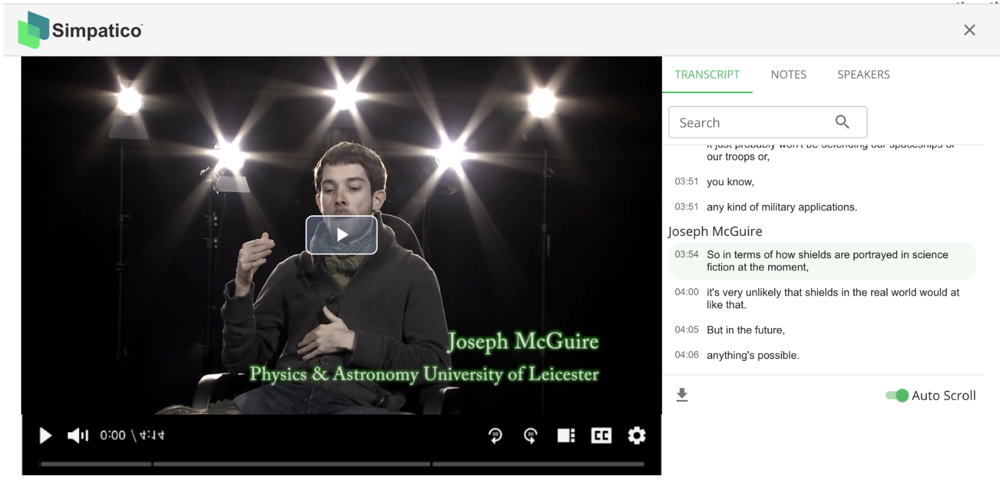 Simpatico™
TRANSCRIPT NOTES SPEAKERS
Search
it just probably won't be defending our spaceships or
our troops or,
03:51 you know,
03:51 any kind of military applications.
Joseph McGuire
03:54 So in terms of how shields are portrayed in science
fiction at the moment,
04:00 it's very unlikely that shields in the real world would at
like that.
04:05 But in the future,
04:06 anything's possible.
Auto Scroll
Joseph McGuire
Physics & Astronomy University of Leicester
0:00 \ 4:14
30 30 CC